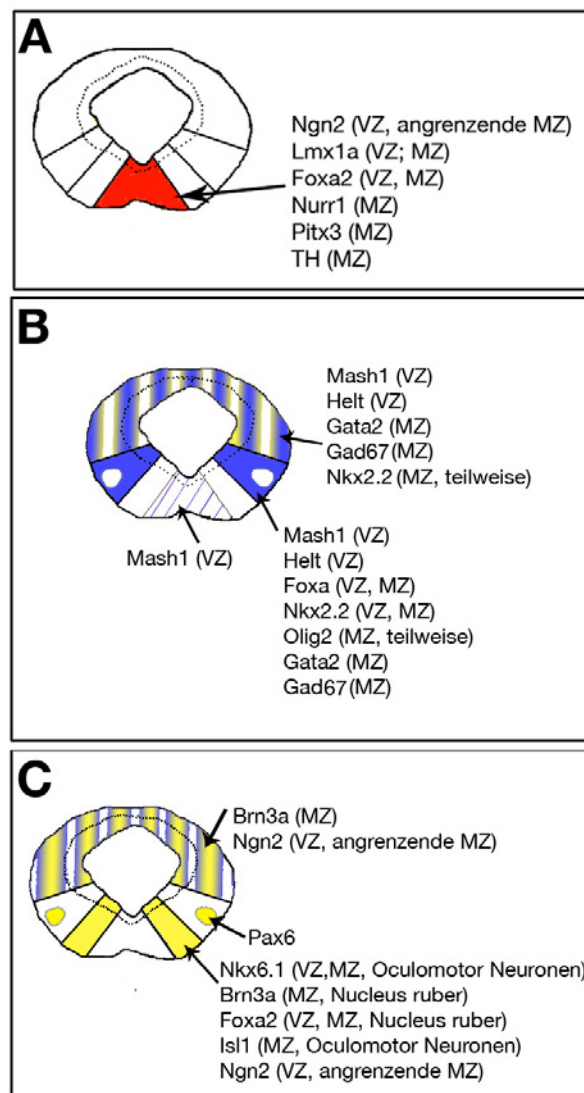 A
Ngn2 (VZ, angrenzende MZ)
Lmx1a (VZ; MZ)
Foxa2 (VZ, MZ)
Nurr1 (MZ)
Pitx3 (MZ)
TH (MZ)
B
Mash1 (VZ)
Helt (VZ)
Gata2 (MZ)
Gad67(MZ)
Nkx2.2 (MZ, teilweise)
Mash1 (VZ)
Mash1 (VZ)
Helt (VZ)
Foxa (VZ, MZ)
Nkx2.2 (VZ, MZ)
Olig2 (MZ, teilweise)
Gata2 (MZ)
Gad67(MZ)
C
Brn3a (MZ)
Ngn2 (VZ, angrenzende MZ)
Pax6
Nkx6.1 (VZ,MZ, Oculomotor Neuronen)
Brn3a (MZ, Nucleus ruber)
Foxa2 (VZ, MZ, Nucleus ruber)
Isl1 (MZ, Oculomotor Neuronen)
Ngn2 (VZ, angrenzende MZ)